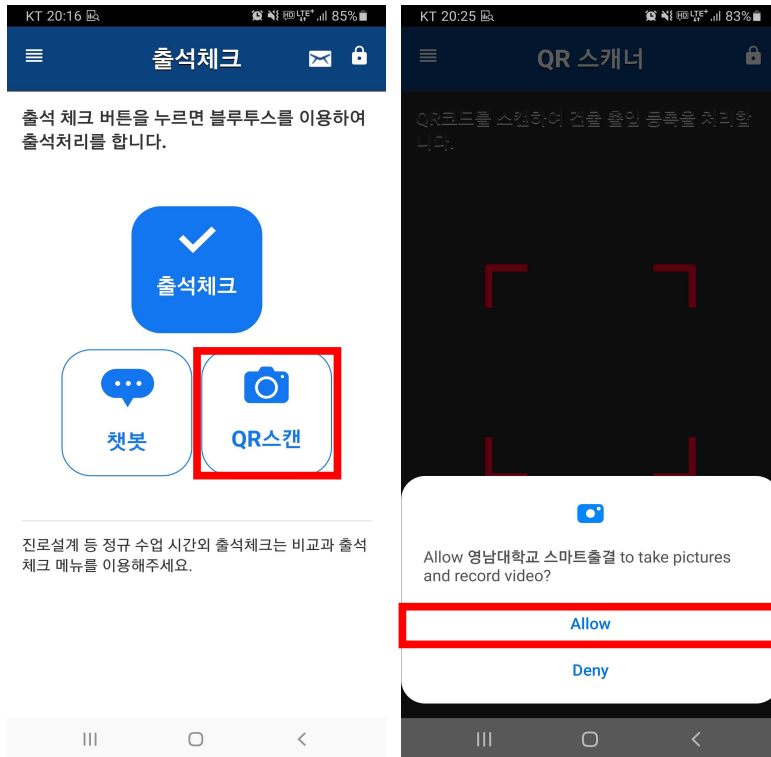 KT 20:16
HD LTE+ 85%
출석체크
출석 체크 버튼을 누르면 블루투스를 이용하여
출석처리를 합니다.
출석체크
챗봇
QR스캔
진로설계 등 정규 수업 시간외 출석체크는 비교과 출석
체크 메뉴를 이용해주세요.
KT 20:25
HD LTE+ 83%
QR 스캐너
QR코드를 스캔하여 건물 출입 등록을 처리합
니다.
Allow 영남대학교 스마트출결 to take pictures
and record video?
Allow
Deny